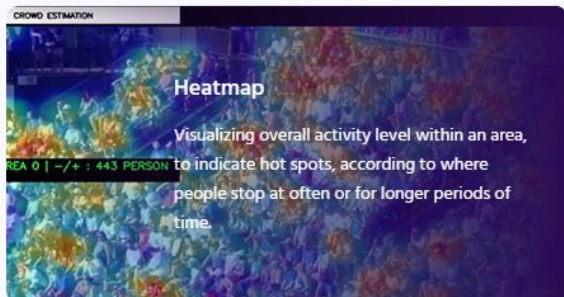 CROWD ESTIMATION
Heatmap
Visualizing overall activity level within an area,
to indicate hot spots, according to where
REA 0 | -/+ : 443 PERSON
people stop at often or for longer periods of
time.